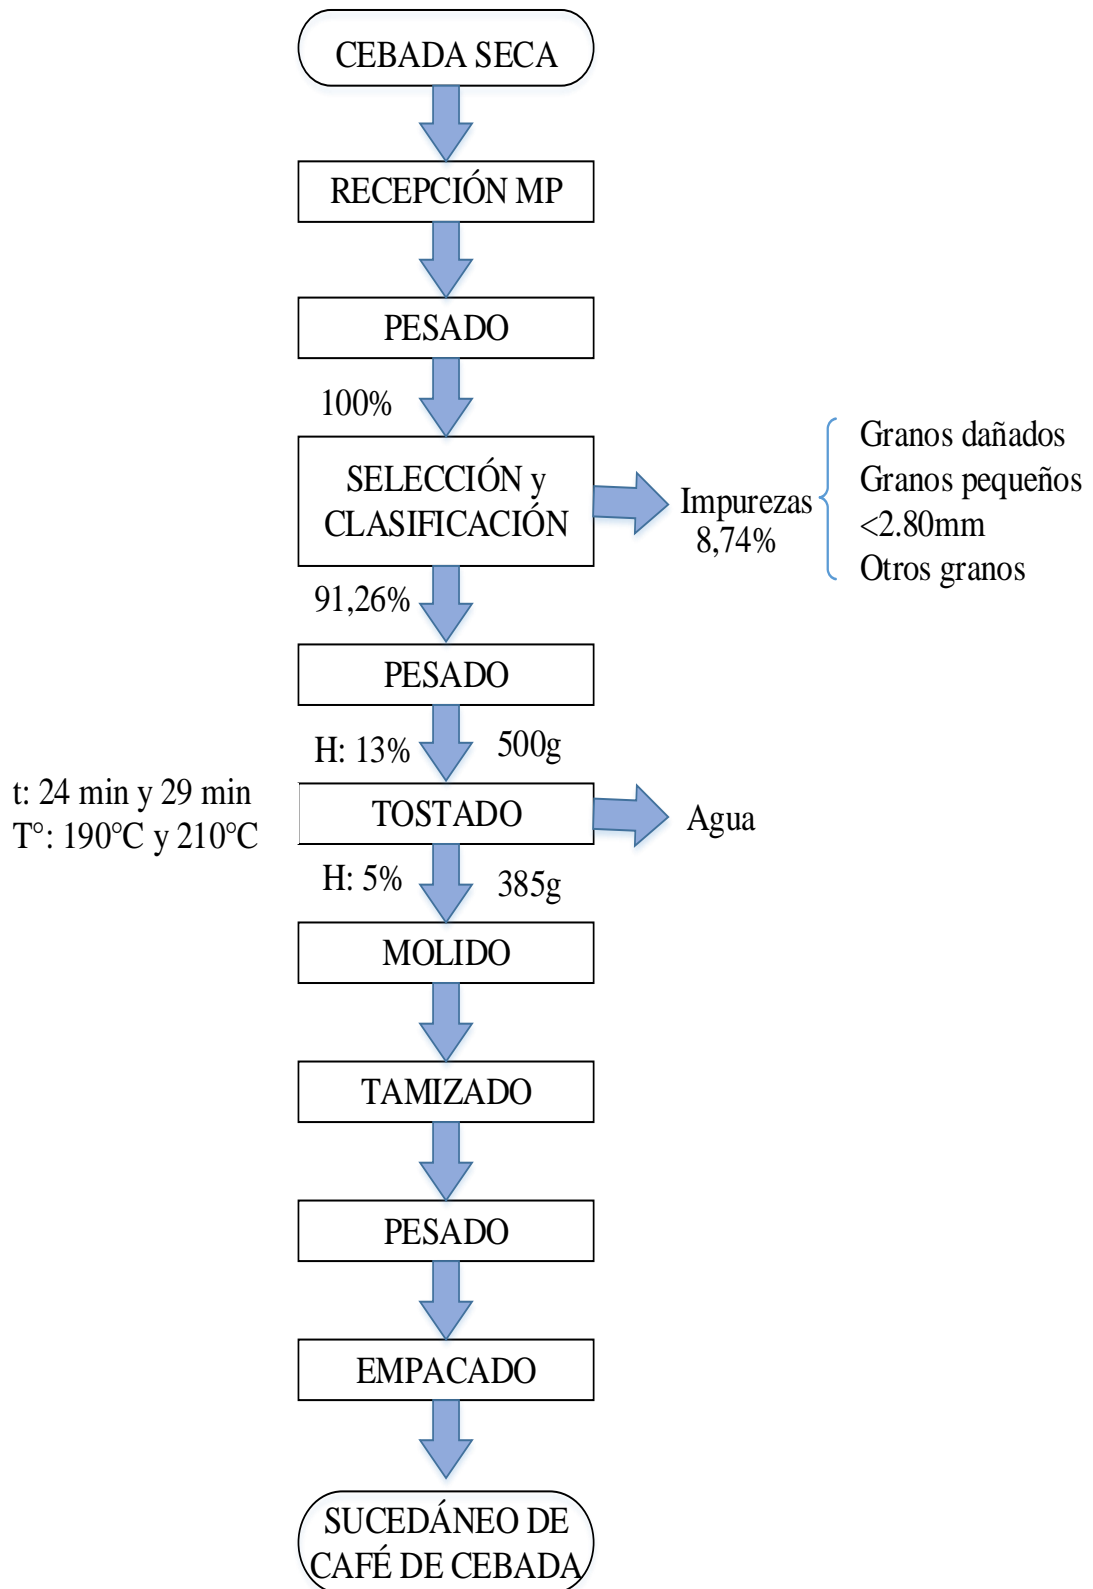 CEBADA SECA
RECEPCIÓN MP
PESADO
100%
SELECCIÓN y
CLASIFICACIÓN
Impurezas
8,74%
Granos dañados
Granos pequeños
<2.80mm
Otros granos
91,26%
PESADO
H: 13%
500g
t: 24 min y 29 min
T°: 190°C y 210°C
TOSTADO
Agua
H: 5%
385g
MOLIDO
TAMIZADO
PESADO
EMPACADO
SUCEDÁNEO DE
CAFÉ DE CEBADA